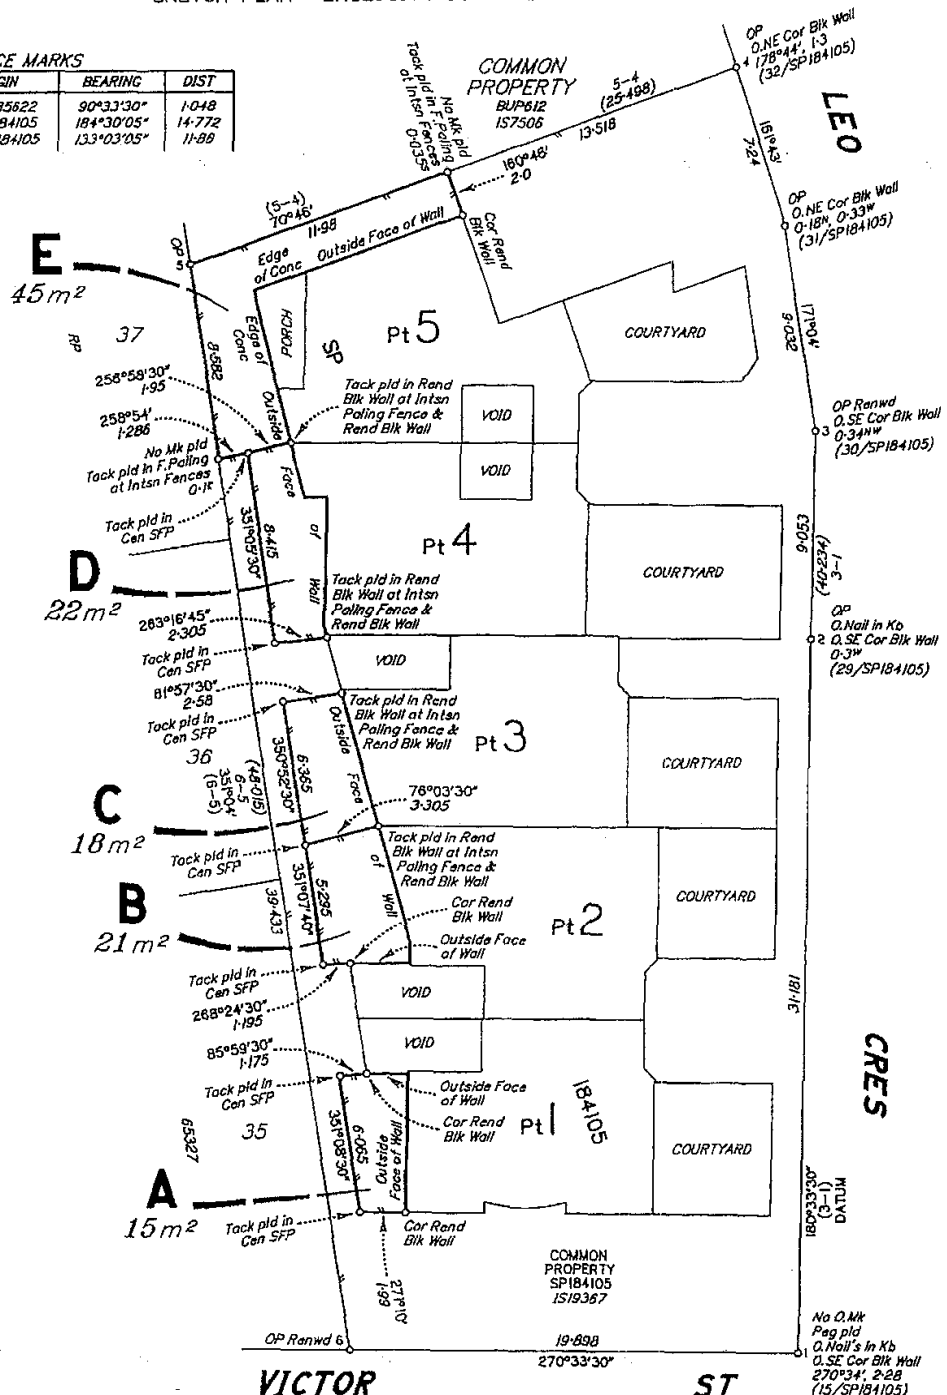 CE MARKS
GIN BEARING DIST
35622 90°33'30" 1·048
84105 184°30'05" 14·772
84105 133°03'05" 11·86
COMMON
PROPERTY
BUP612
IS7506
No Mk pld
Tack pld in F.Paling
at Intsn Fences
0·035s
5-4
(25·498)
13·518
160°46'
2·0
OP
O.NE Cor Blk Wall
178°44', 1·3
(32/SP184105)
4
LEO
161°43'
7·24
OP
O.NE Cor Blk Wall
0·18N, 0·33W
(31/SP184105)
(5-4)
70°46'
11·98
OP
5
Edge
of Conc
Outside Face of Wall
Cor Rend
Blk Wall
E
45m²
37
RP
8·582
Edge of
Conc
PORCH
SP
Pt 5
COURTYARD
171°04'
9·032
256°58'30"
1·95
258°54'
1·286
No Mk pld
Tack pld in F.Paling
at Intsn Fences
Outside
Face
of
Wall
Tack pld in Rend
Blk Wall at Intsn
Paling Fence &
Rend Blk Wall
VOID
VOID
OP Renwd
O.SE Cor Blk Wall
0·34NW
(30/SP184105)
3
Tack pld in
Cen SFP
8·415
351°05'30"
Pt 4
COURTYARD
9·053
(40·234)
3-1
D
22m²
Tack pld in Rend
Blk Wall at Intsn
Paling Fence &
Rend Blk Wall
263°16'45"
2·305
Tack pld in
Cen SFP
VOID
OP
O.Nail in Kb
2 O.SE Cor Blk Wall
0·3W
(29/SP184105)
81°57'30"
2·58
Tack pld in
Cen SFP
Tack pld in Rend
Blk Wall at Intsn
Paling Fence &
Rend Blk Wall
Outside
Face
of
Wall
Pt 3
COURTYARD
36
(48·015)
6-5
351°04'
(6-5)
6·365
350°52'30"
76°03'30"
3·305
C
18m²
Tack pld in
Cen SFP
Tack pld in Rend
Blk Wall at Intsn
Paling Fence &
Rend Blk Wall
COURTYARD
B
21m²
39·433
5·295
351°07'40"
Cor Rend
Blk Wall
Outside Face
of Wall
Pt 2
Tack pld in
Cen SFP
268°24'30"
1·195
VOID
31·181
CRES
85°59'30"
1·175
VOID
Tack pld in
Cen SFP
Outside Face
of Wall
Cor Rend
Blk Wall
Pt 1
184105
COURTYARD
65327
35
6·065
351°08'30"
Outside
Face of Wall
A
15m²
180°33'30"
(3-1)
DATUM
Tack pld in
Cen SFP
Cor Rend
Blk Wall
271°10'
1·99
COMMON
PROPERTY
SP184105
IS19367
OP Renwd 6
19·898
270°33'30"
1
No O.Mk
Peg pld
O.Nail's in Kb
O.SE Cor Blk Wall
270°34', 2·28
(15/SP184105)
VICTOR ST